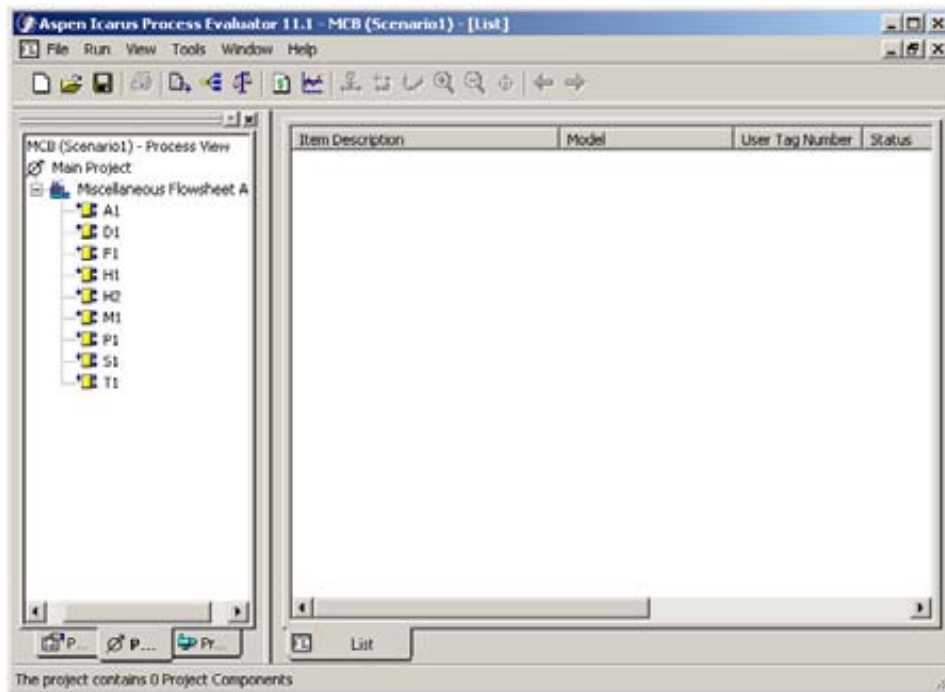 Aspen Icarus Process Evaluator 11.1 - MCB (Scenario1) - [List]
File Run View Tools Window Help
MCB (Scenario1) - Process View
Main Project
Miscellaneous Flowsheet A
A1
D1
F1
H1
H2
M1
P1
S1
T1
Item Description Model User Tag Number Status
P... P... Pr...
List
The project contains 0 Project Components